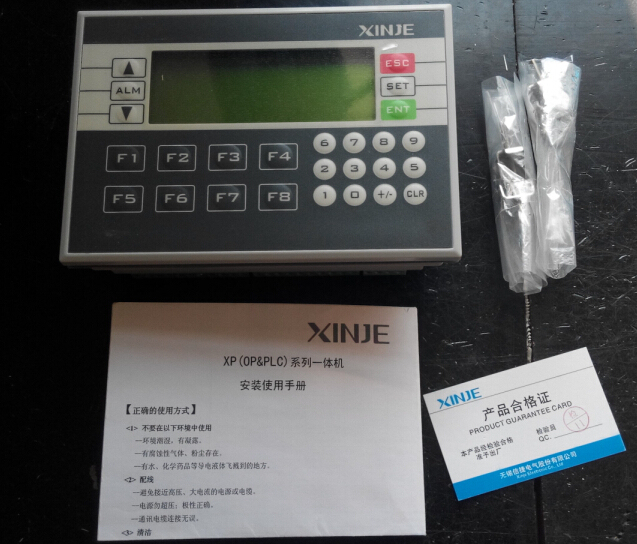 XINJE
▲ ESC
ALM SET
▼ ENT
F1 F2 F3 F4
F5 F6 F7 F8
6 7 8 9
2 3 4 5
1 0 +/- CLR
XINJE
XP(OP&PLC)系列一体机
安装使用手册
【正确的使用方式】
<1> 不要在以下环境中使用
—环境潮湿，有凝露。
—有腐蚀性气体，粉尘存在。
—有水、化学药品等导电液体飞溅到的地方。
<2> 配线
—避免接近高压、大电流的电源或电缆。
—电源勿超压；极性正确。
—通讯电缆连接无误。
<3> 清洁
XINJE
产品合格证
PRODUCT GUARANTEE CARD
本产品经检验合格
准予出厂
检验员
QC.
无锡信捷电气股份有限公司
Xinje Electronic Co., Ltd